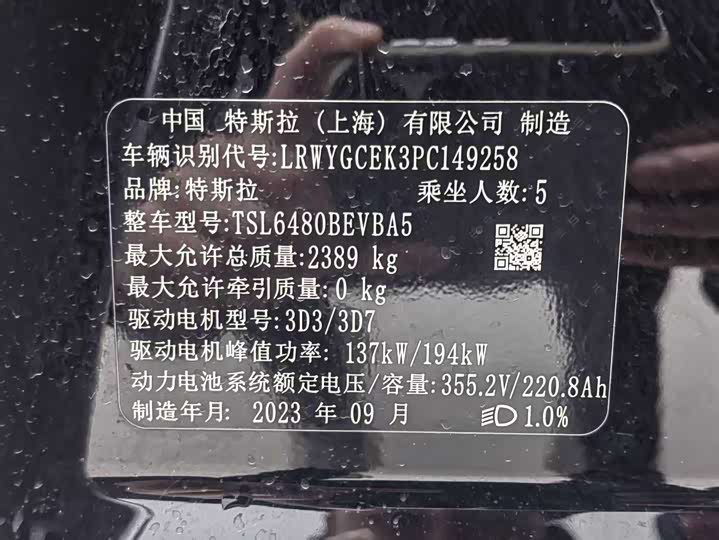 中国 特斯拉 (上海) 有限公司 制造
车辆识别代号:LRWYGCEK3PC149258
品牌:特斯拉 乘坐人数:5
整车型号:TSL6480BEVBA5
最大允许总质量:2389 kg
最大允许牵引质量:0 kg
驱动电机型号:3D3/3D7
驱动电机峰值功率: 137kW/194kW
动力电池系统额定电压/容量:355.2V/220.8Ah
制造年月: 2023 年 09 月 1.0%